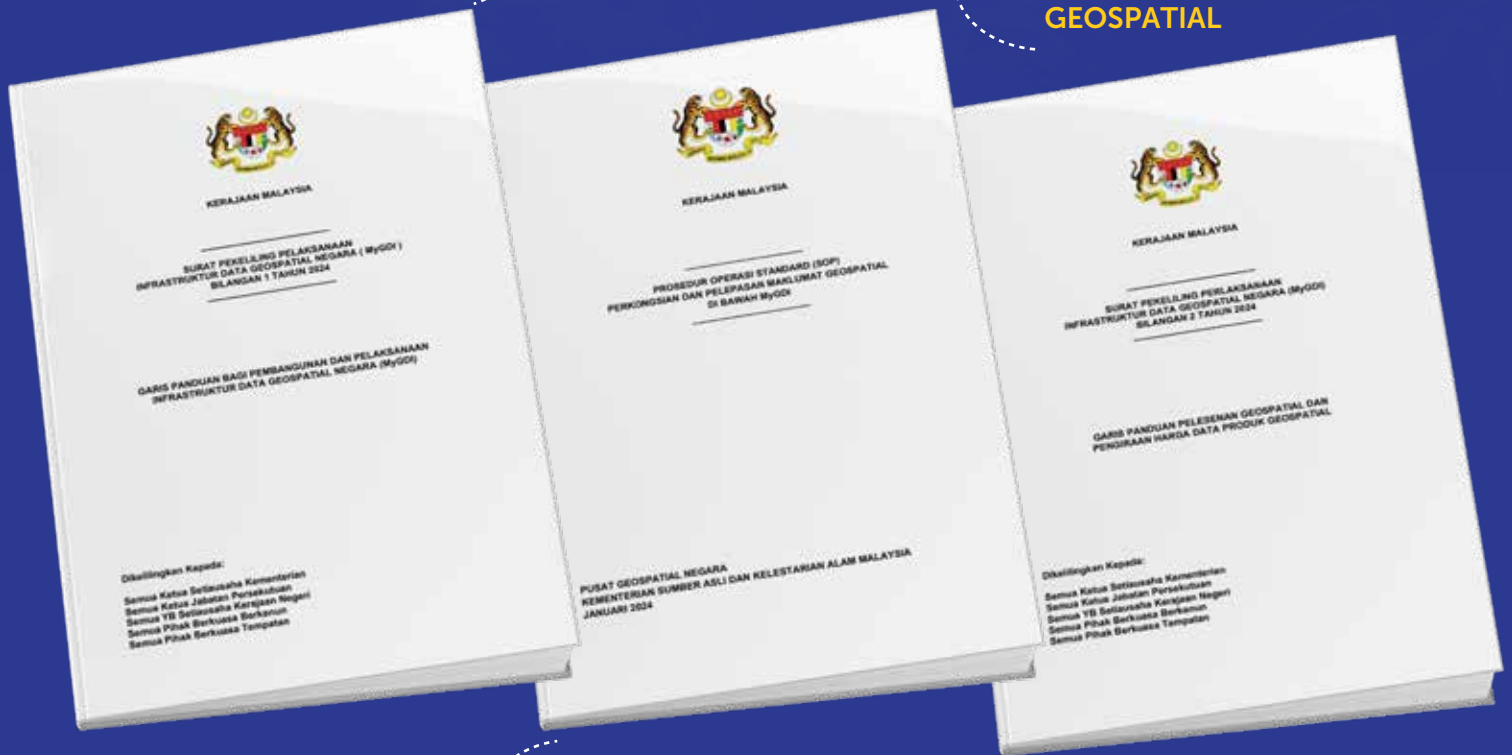 GEOSPATIAL
KERAJAAN MALAYSIA
SURAT PEKELILING PELAKSANAAN
INFRASTRUKTUR DATA GEOSPATIAL NEGARA ( MyGDI )
BILANGAN 1 TAHUN 2024
GARIS PANDUAN BAGI PEMBANGUNAN DAN PELAKSANAAN
INFRASTRUKTUR DATA GEOSPATIAL NEGARA (MyGDI)
Dikelilingkan Kepada:
Semua Ketua Setiausaha Kementerian
Semua Ketua Jabatan Persekutuan
Semua YB Setiausaha Kerajaan Negeri
Semua Pihak Berkuasa Berkanun
Semua Pihak Berkuasa Tempatan
KERAJAAN MALAYSIA
PROSEDUR OPERASI STANDARD (SOP)
PERKONGSIAN DAN PELEPASAN MAKLUMAT GEOSPATIAL
DI BAWAH MyGDI
PUSAT GEOSPATIAL NEGARA
KEMENTERIAN SUMBER ASLI DAN KELESTARIAN ALAM MALAYSIA
JANUARI 2024
KERAJAAN MALAYSIA
SURAT PEKELILING PERLAKSANAAN
INFRASTRUKTUR DATA GEOSPATIAL NEGARA (MyGDI)
BILANGAN 2 TAHUN 2024
GARIS PANDUAN PELESENAN GEOSPATIAL DAN
PENGIRAAN HARGA DATA PRODUK GEOSPATIAL
Dikelilingkan Kepada:
Semua Ketua Setiausaha Kementerian
Semua Ketua Jabatan Persekutuan
Semua YB Setiausaha Kerajaan Negeri
Semua Pihak Berkuasa Berkanun
Semua Pihak Berkuasa Tempatan